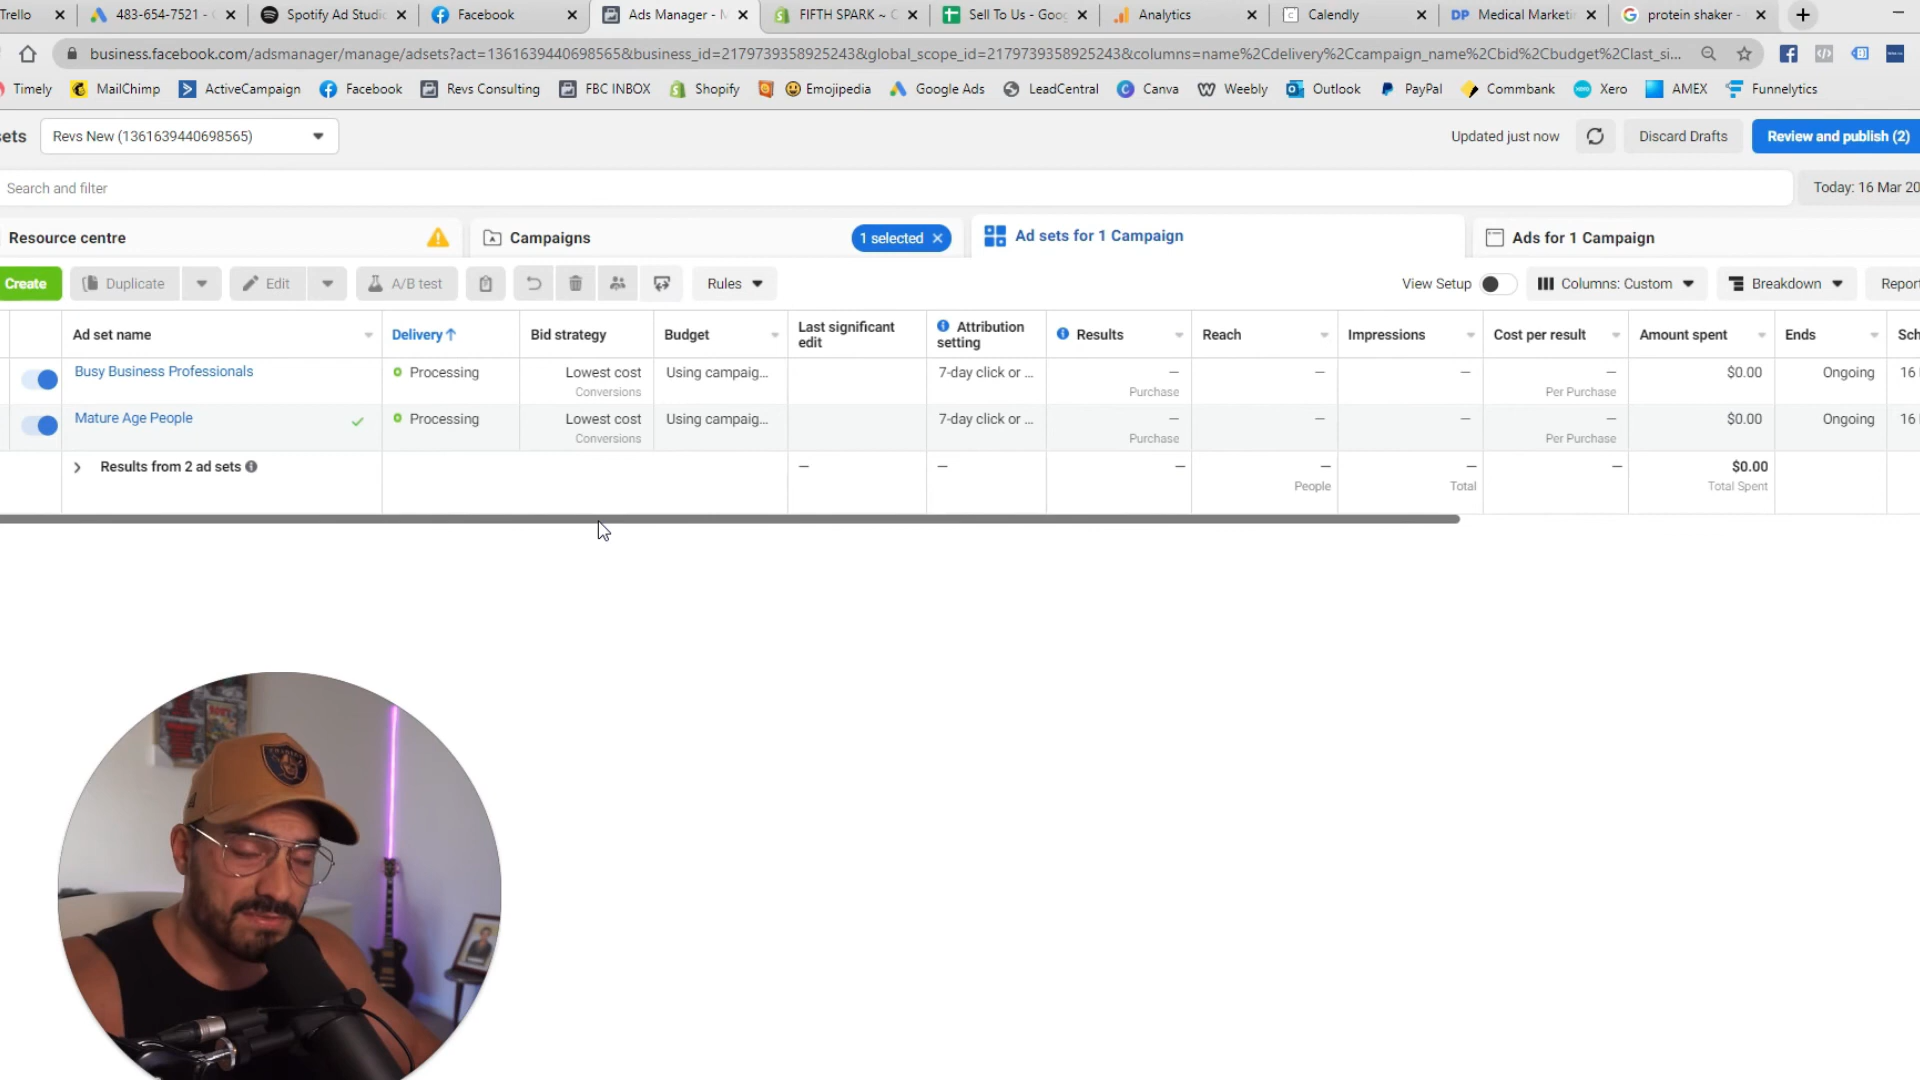 Trello
483-654-7521 -
Spotify Ad Studio
Facebook
Ads Manager -
FIFTH SPARK ~
Sell To Us - Goog
Analytics
Calendly
DP Medical Marketi
protein shaker -
business.facebook.com/adsmanager/manage/adsets?act=1361639440698565&business_id=2179739358925243&global_scope_id=2179739358925243&columns=name%2Cdelivery%2Ccampaign_name%2Cbid%2Cbudget%2Clast_si...
Timely
MailChimp
ActiveCampaign
Facebook
Revs Consulting
FBC INBOX
Shopify
Emojipedia
Google Ads
LeadCentral
Canva
Weebly
Outlook
PayPal
Commbank
Xero
AMEX
Funnelytics
sets
Revs New (1361639440698565)
Updated just now
Discard Drafts
Review and publish (2)
Search and filter
Today: 16 Mar 20
Resource centre
Campaigns
1 selected
Ad sets for 1 Campaign
Ads for 1 Campaign
Create
Duplicate
Edit
A/B test
Rules
View Setup
Columns: Custom
Breakdown
Report
Ad set name
Delivery ↑
Bid strategy
Budget
Last significant
edit
Attribution
setting
Results
Reach
Impressions
Cost per result
Amount spent
Ends
Sch
Busy Business Professionals
Processing
Lowest cost
Conversions
Using campaig...
7-day click or ...
—
Purchase
—
—
—
Per Purchase
$0.00
Ongoing
16
Mature Age People
Processing
Lowest cost
Conversions
Using campaig...
7-day click or ...
—
Purchase
—
—
—
Per Purchase
$0.00
Ongoing
16
Results from 2 ad sets
—
—
—
—
People
—
Total
—
$0.00
Total Spent